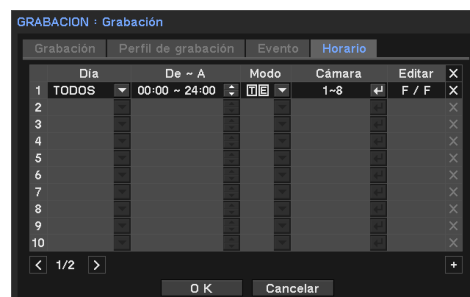 GRABACION : Grabación
Grabación Perfil de grabación Evento Horario
Día De ~ A Modo Cámara Editar X
1 TODOS 00:00 ~ 24:00 T E 1~8 F / F X
2 X
3 X
4 X
5 X
6 X
7 X
8 X
9 X
10 X
< 1/2 > +
O K Cancelar